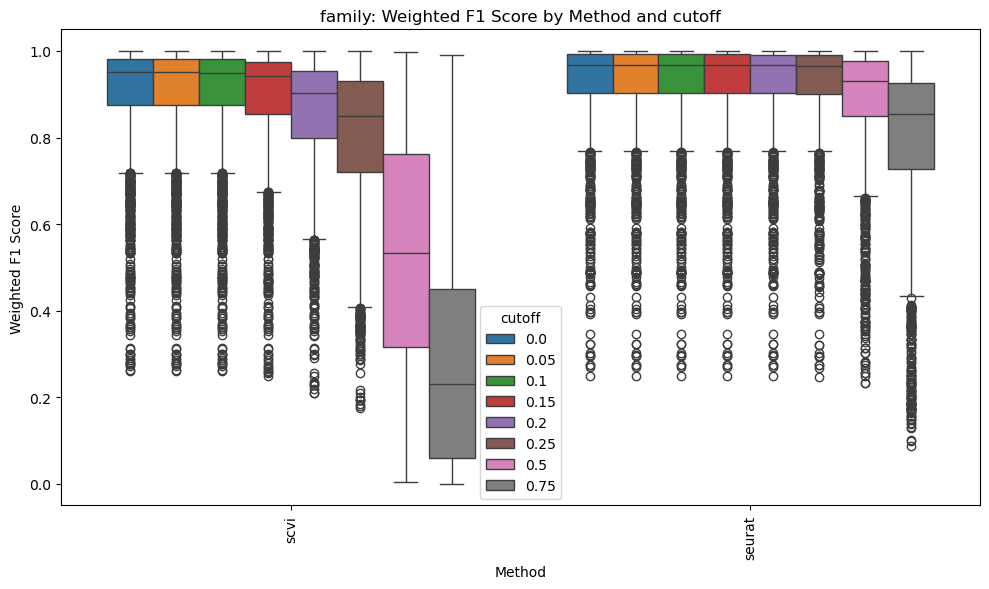 family: Weighted F1 Score by Method and cutoff
Weighted F1 Score
1.0
0.8
0.6
0.4
0.2
0.0
cutoff
0.0
0.05
0.1
0.15
0.2
0.25
0.5
0.75
scvi
seurat
Method